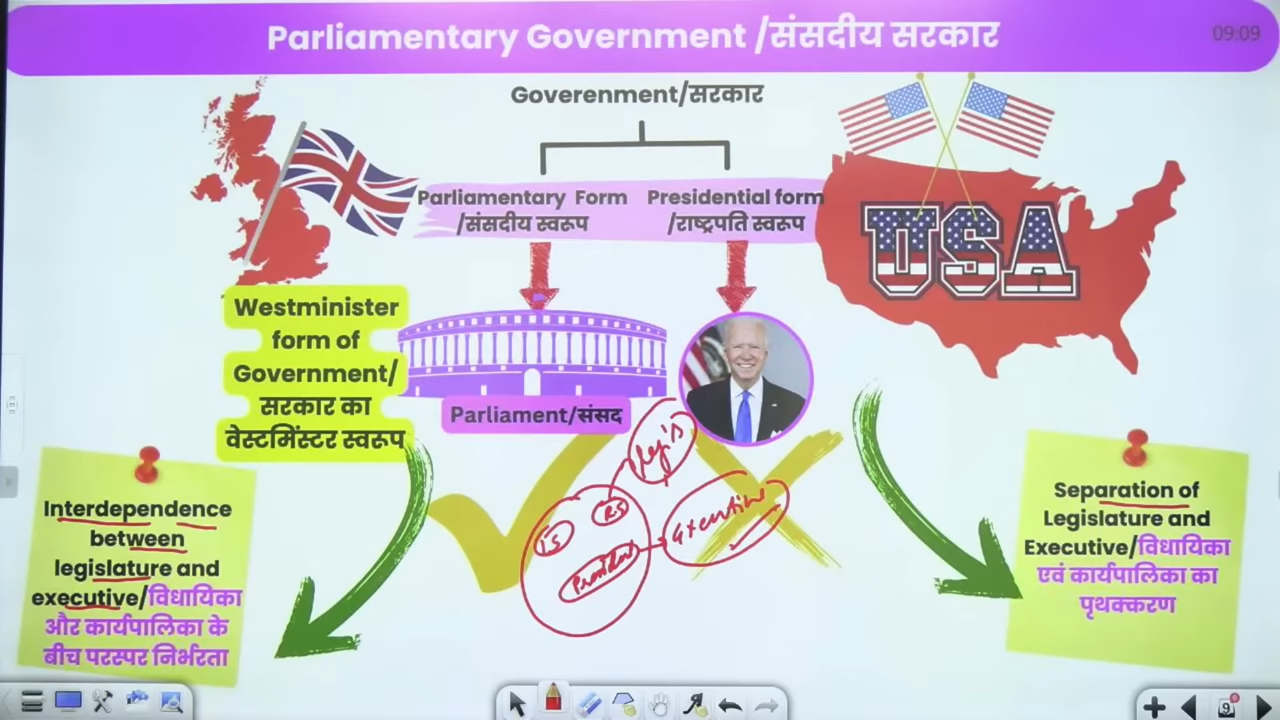 Parliamentary Government /संसदीय सरकार
09:09
Goverenment/सरकार
Parliamentary Form
/संसदीय स्वरूप
Presidential form
/राष्ट्रपति स्वरूप
USA
Westminister
form of
Government/
सरकार का
वेस्टमिंस्टर स्वरूप
Parliament/संसद
legis
RS
LS
President
Executive
Interdependence
between
legislature and
executive/विधायिका
और कार्यपालिका के
बीच परस्पर निर्भरता
Separation of
Legislature and
Executive/विधायिका
एवं कार्यपालिका का
पृथक्करण
9